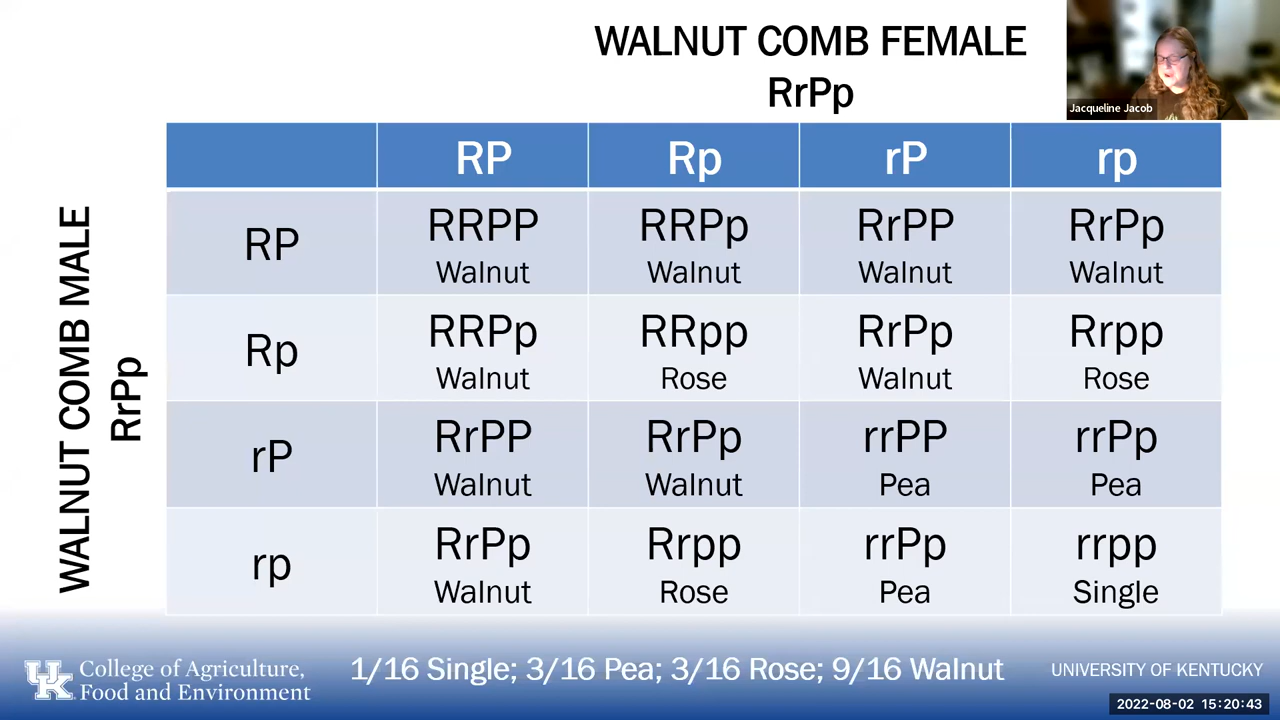 WALNUT COMB FEMALE
RrPp
Jacqueline Jacob
WALNUT COMB MALE
RrPp
RP Rp rP rp
RP RRPP RRPp RrPP RrPp
Walnut Walnut Walnut Walnut
Rp RRPp RRpp RrPp Rrpp
Walnut Rose Walnut Rose
rP RrPP RrPp rrPP rrPp
Walnut Walnut Pea Pea
rp RrPp Rrpp rrPp rrpp
Walnut Rose Pea Single
UK College of Agriculture,
Food and Environment
1/16 Single; 3/16 Pea; 3/16 Rose; 9/16 Walnut
UNIVERSITY OF KENTUCKY
2022-08-02 15:20:43